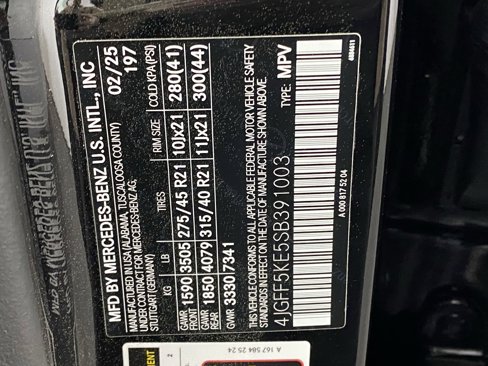 MFD BY MERCEDES-BENZ U.S. INTL., INC
MANUFACTURED IN USA(ALABAMA, TUSCALOOSA COUNTY) 02/25
UNDER CONTRACT FOR MERCEDES-BENZ AG, 197
STUTTGART (GERMANY)
KG LB TIRES RIM SIZE COLD KPA(PSI)
GAWR FRONT 1590 3505 275/45 R21 10Jx21 280(41)
GAWR REAR 1850 4079 315/40 R21 11Jx21 300(44)
GVWR 3330 7341
THIS VEHICLE CONFORMS TO ALL APPLICABLE FEDERAL MOTOR VEHICLE SAFETY
STANDARDS IN EFFECT ON THE DATE OF MANUFACTURE SHOWN ABOVE.
4JGFF5KE5SB391003 TYPE: MPV
A 000 817 52 04
A 167 584 25 24
2